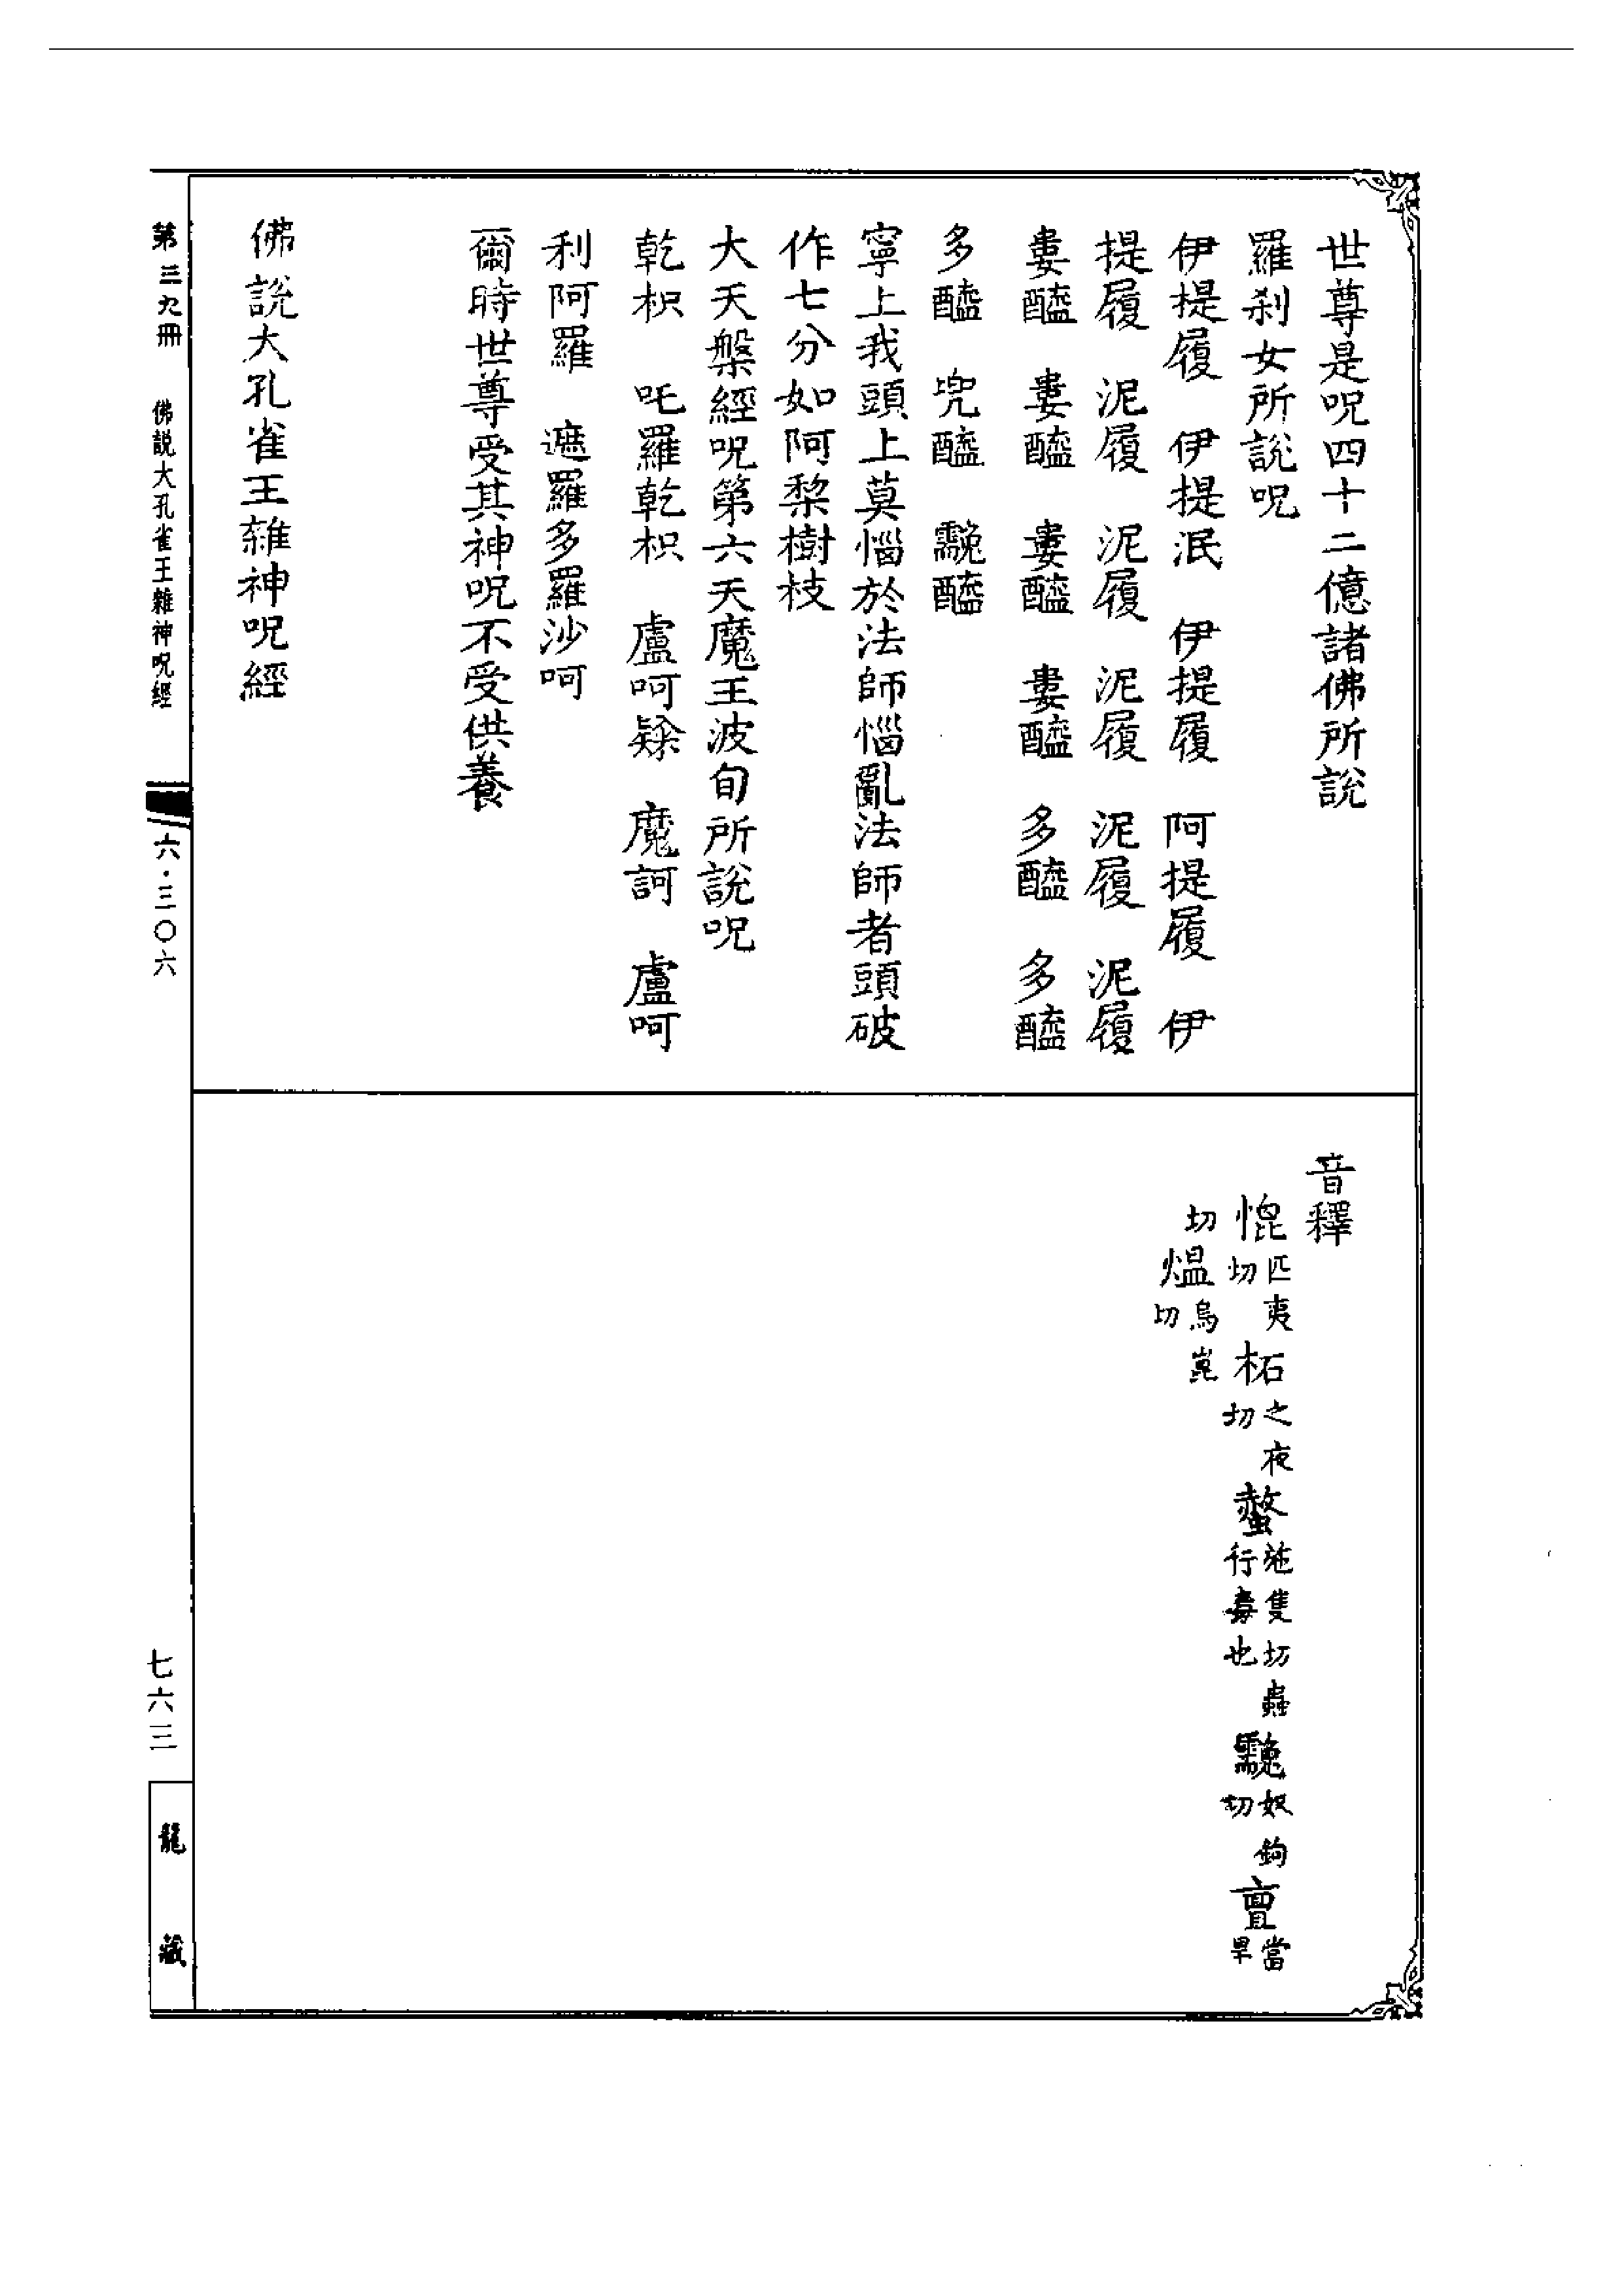 世尊是呪四十二億諸佛所說
羅刹女所說呪
伊提履　伊提泯　伊提履　阿提履　伊
提履　泥履　泥履　泥履　泥履　泥履
婁醯　婁醯　婁醯　婁醯　多醯　多醯
多醯　兜醯　䨲醯
寧上我頭上莫惱於法師惱亂法師者頭破
作七分如阿梨樹枝
大天槃經呪第六天魔王波旬所說呪
乾枳　吒羅乾枳　盧呵㝹　魔訶　盧呵
利阿羅　遮羅多羅沙呵
爾時世尊受其神呪不受供養
佛說大孔雀王雜神呪經
音釋
㥰匹夷切　柘之夜切　螫施隻切蟲行毒也　䨲奴鉤切　亶當旱
切　熅烏崑切
第三九冊　佛説大孔雀王雜神呪經　六·三〇六
七六三
龍藏